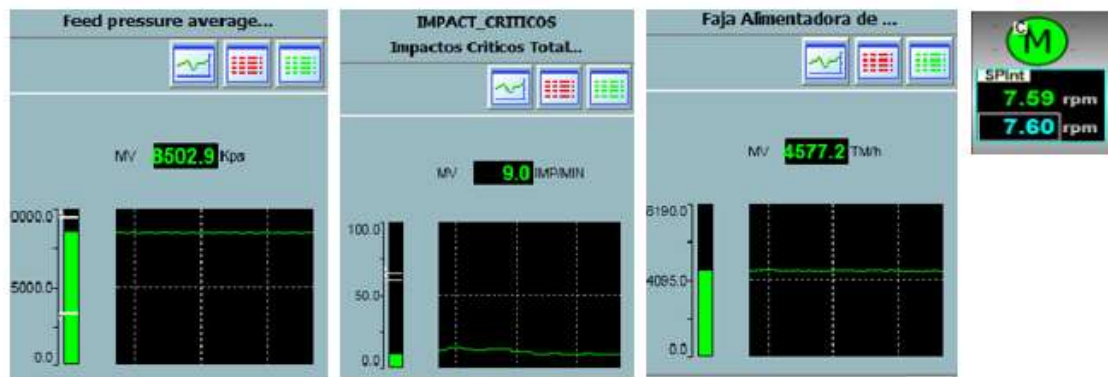 Feed pressure average...
MV 8502.9 Kpa
0000.0
5000.0
0.0
IMPACT_CRITICOS
Impactos Criticos Total...
MV 9.0 IMP/MIN
100.0
50.0
0.0
Faja Alimentadora de ...
MV 4577.2 TM/h
8190.0
4095.0
0.0
C
M
SPInt
7.59 rpm
7.60 rpm